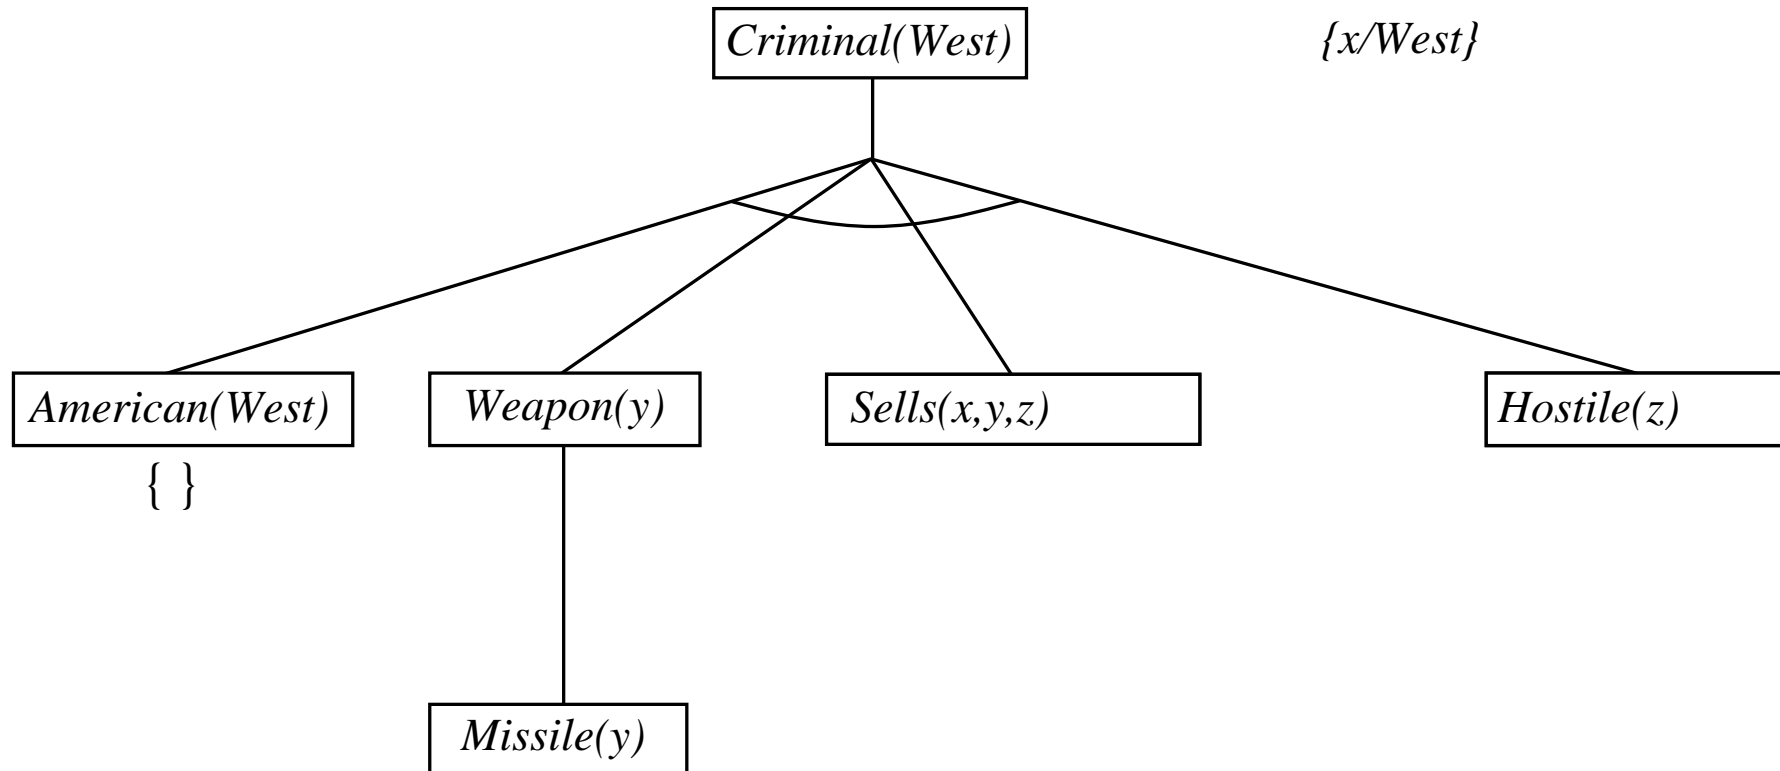 Criminal(West)
{x/West}
American(West)
Weapon(y)
Sells(x,y,z)
Hostile(z)
{ }
Missile(y)